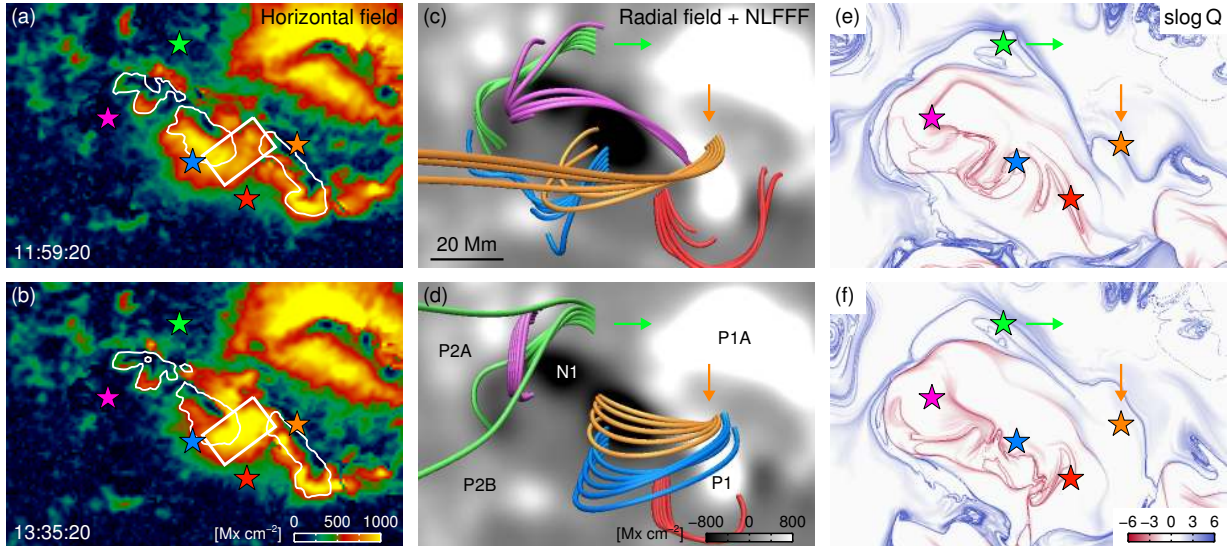 (a)
Horizontal field
11:59:20
(c)
Radial field + NLFFF
20 Mm
(e)
slog Q
(b)
13:35:20
[Mx cm⁻²]
0 500 1000
(d)
P2A
N1
P1A
P2B
P1
[Mx cm⁻²]
−800 0 800
(f)
−6 −3 0 3 6